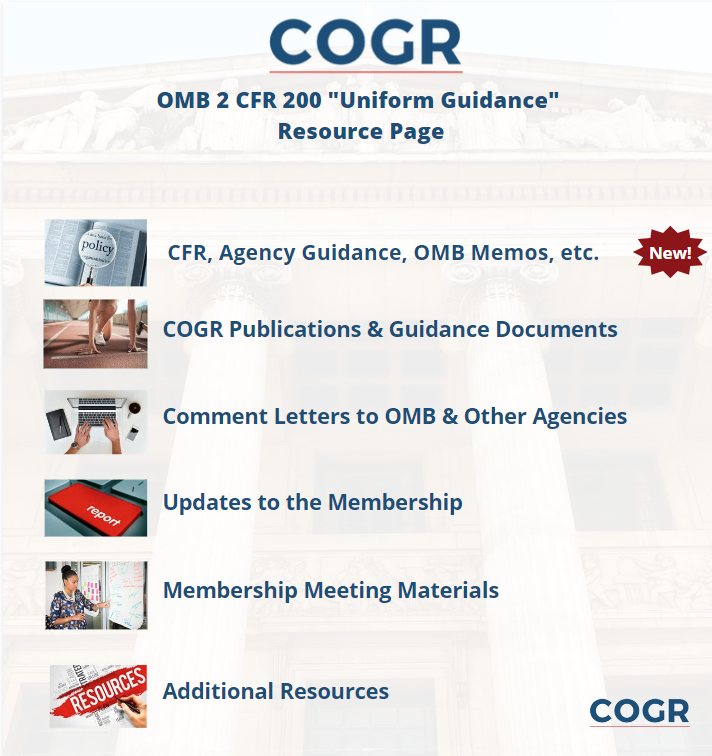 COGR
OMB 2 CFR 200 "Uniform Guidance"
Resource Page
policy
CFR, Agency Guidance, OMB Memos, etc.
New!
COGR Publications & Guidance Documents
Comment Letters to OMB & Other Agencies
report
Updates to the Membership
Membership Meeting Materials
RESOURCES
Additional Resources
COGR